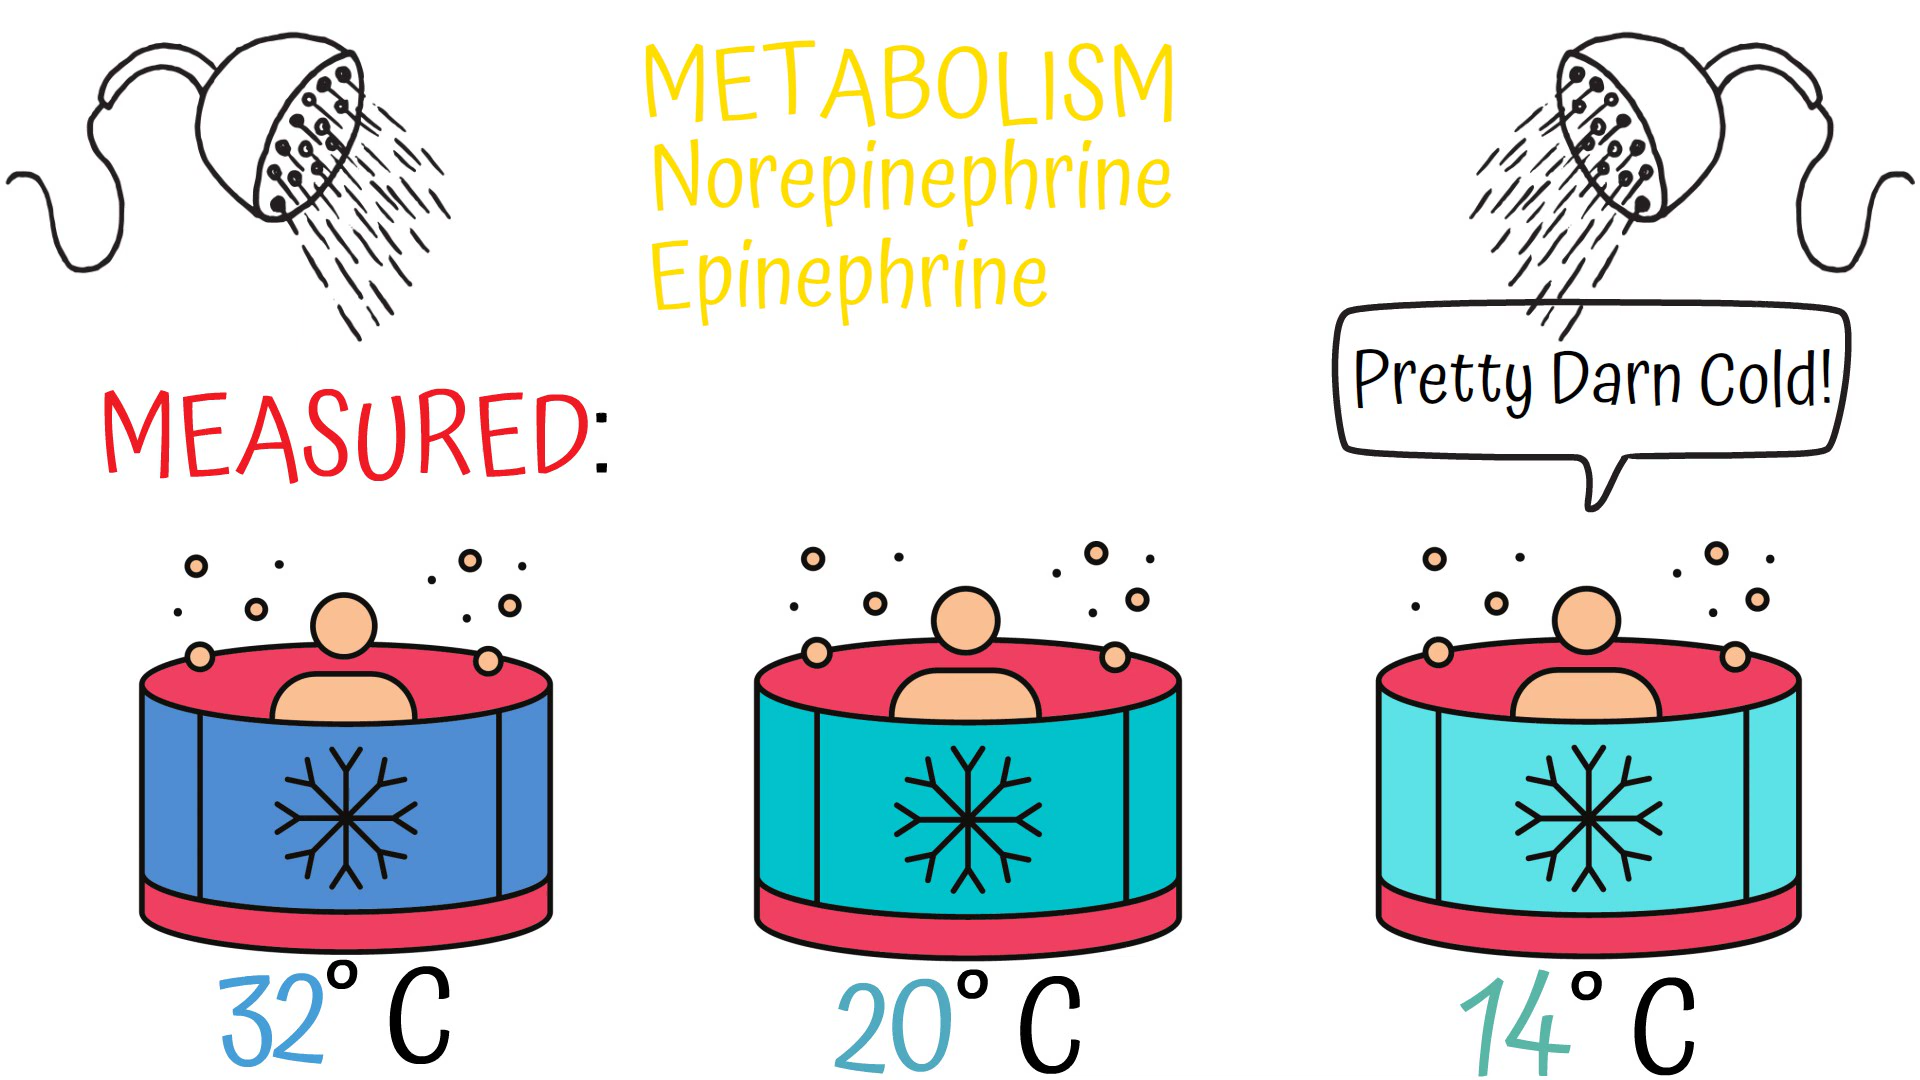 METABOLISM
Norepinephrine
Epinephrine
Pretty Darn Cold!
MEASURED:
32° C
20° C
14° C